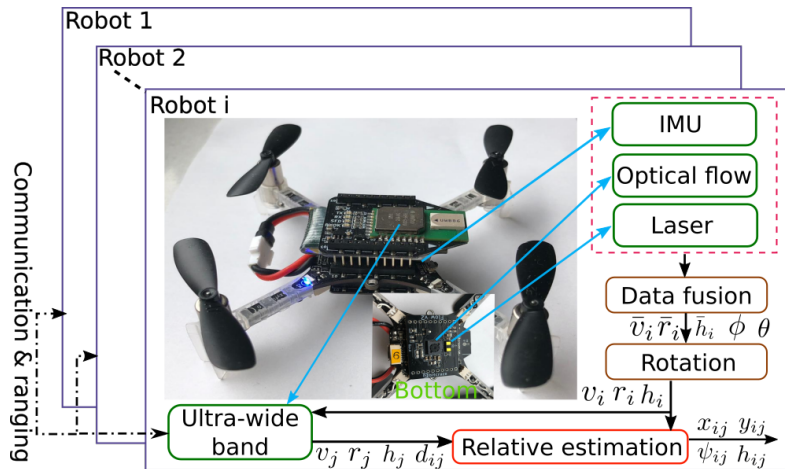 Robot 1
Robot 2
Robot i
IMU
Optical flow
Laser
Data fusion
v̄ᵢ r̄ᵢ h̄ᵢ ϕ θ
Rotation
vᵢ rᵢ hᵢ
Communication & ranging
6
Bottom
Ultra-wide
band
vⱼ rⱼ hⱼ dᵢⱼ
Relative estimation
xᵢⱼ yᵢⱼ
ψᵢⱼ hᵢⱼ